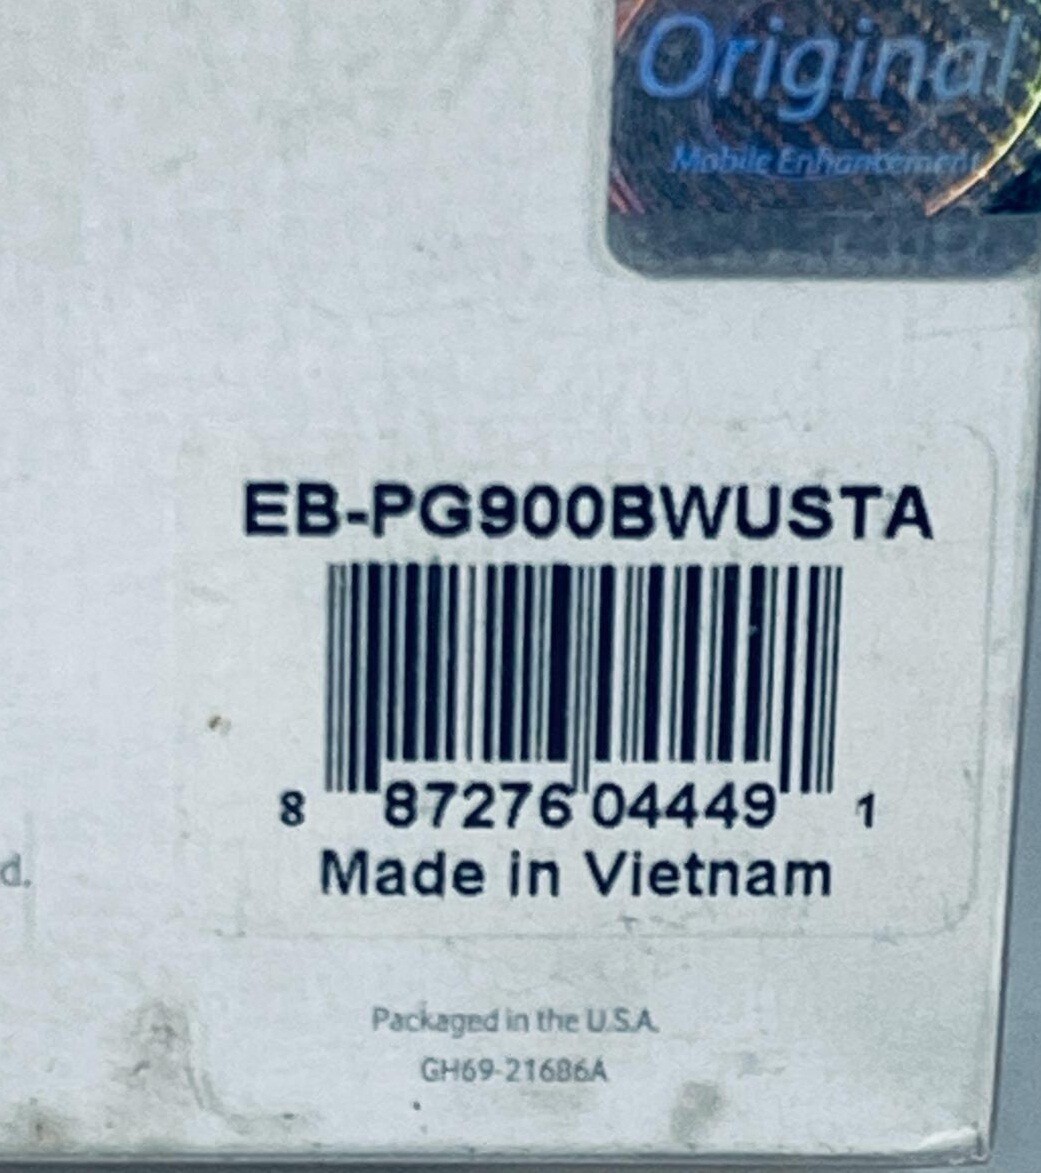 Original
Mobile Enhancement
EB-PG900BWUSTA
8 87276 04449 1
Made in Vietnam
d.
Packaged in the U.S.A.
GH69-21686A